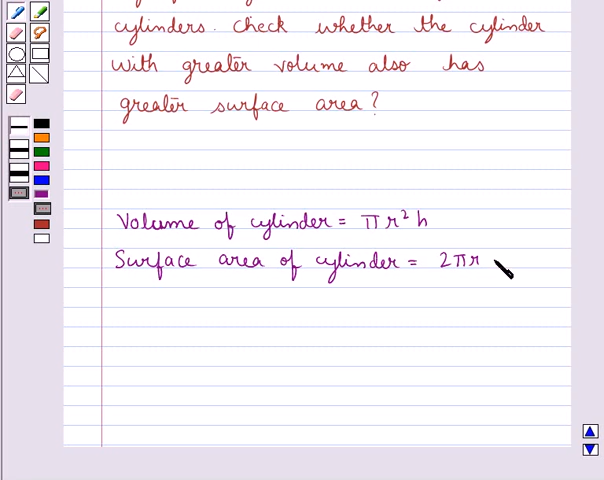 cylinders. Check whether the cylinder
with greater volume also has
greater surface area?
Volume of cylinder = πr²h
Surface area of cylinder = 2πr